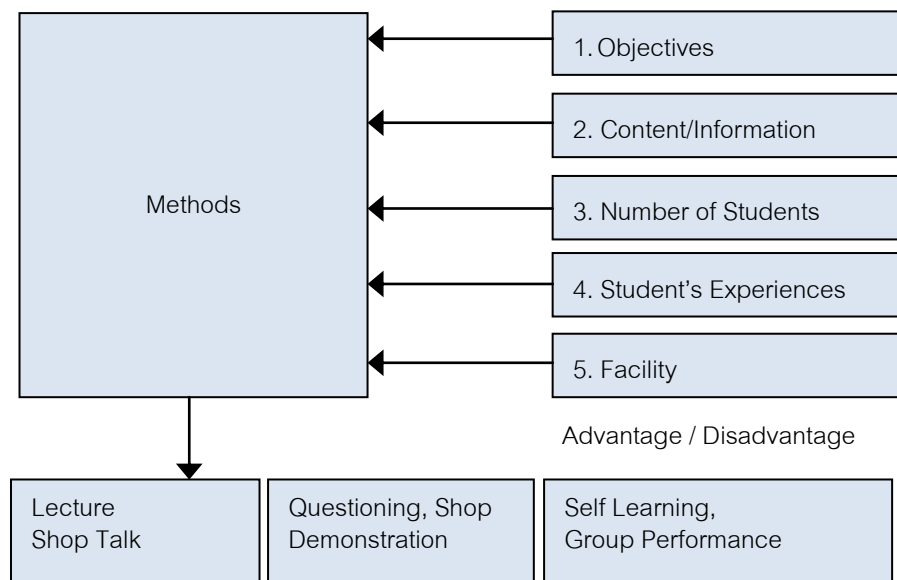 1. Objectives
2. Content/Information
Methods
3. Number of Students
4. Student's Experiences
5. Facility
Advantage / Disadvantage
Lecture
Shop Talk
Questioning, Shop
Demonstration
Self Learning,
Group Performance